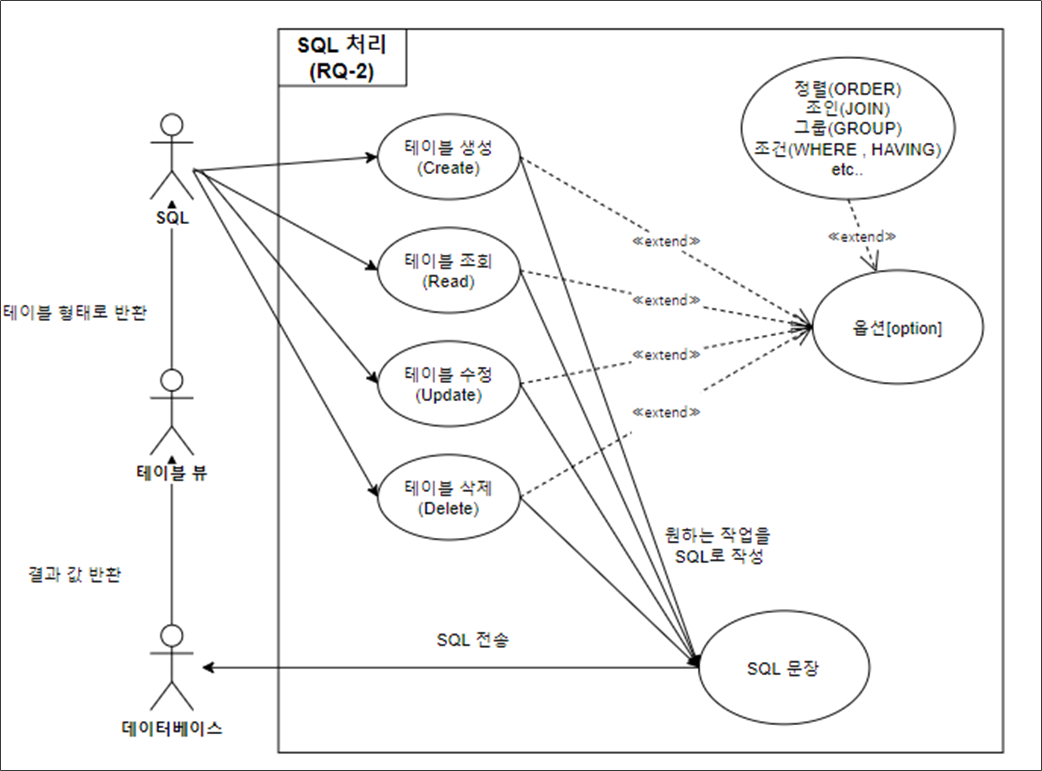 SQL 처리
(RQ-2)
정렬(ORDER)
조인(JOIN)
그룹(GROUP)
조건(WHERE , HAVING)
etc..
테이블 생성
(Create)
SQL
≪extend≫
≪extend≫
테이블 조회
(Read)
≪extend≫
테이블 형태로 반환
옵션[option]
≪extend≫
테이블 수정
(Update)
≪extend≫
테이블 뷰
테이블 삭제
(Delete)
원하는 작업을
SQL로 작성
결과 값 반환
SQL 전송
SQL 문장
데이터베이스